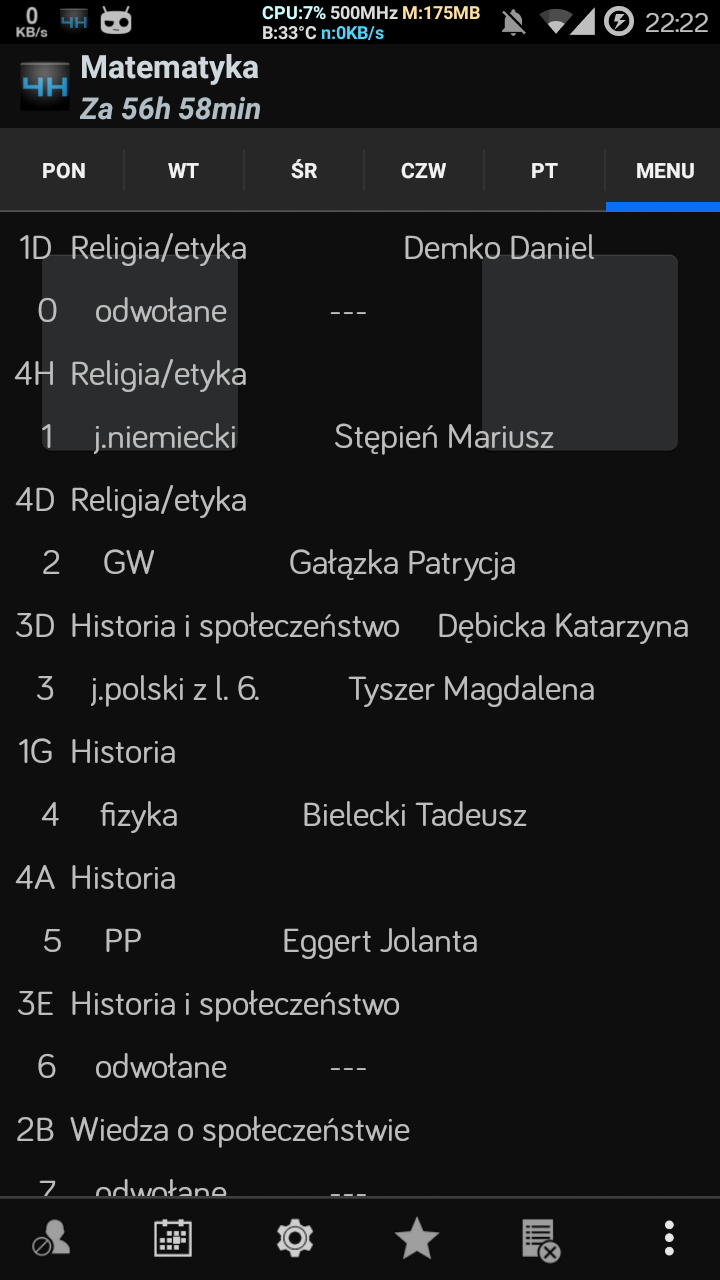 0
KB/s
4H
CPU:7% 500MHz M:175MB
B:33°C n:0KB/s
22:22
4H
Matematyka
Za 56h 58min
PON WT ŚR CZW PT MENU
1D Religia/etyka Demko Daniel
0 odwołane ---
4H Religia/etyka
1 j.niemiecki Stępień Mariusz
4D Religia/etyka
2 GW Gałązka Patrycja
3D Historia i społeczeństwo Dębicka Katarzyna
3 j.polski z l. 6. Tyszer Magdalena
1G Historia
4 fizyka Bielecki Tadeusz
4A Historia
5 PP Eggert Jolanta
3E Historia i społeczeństwo
6 odwołane ---
2B Wiedza o społeczeństwie
7 odwołane ---